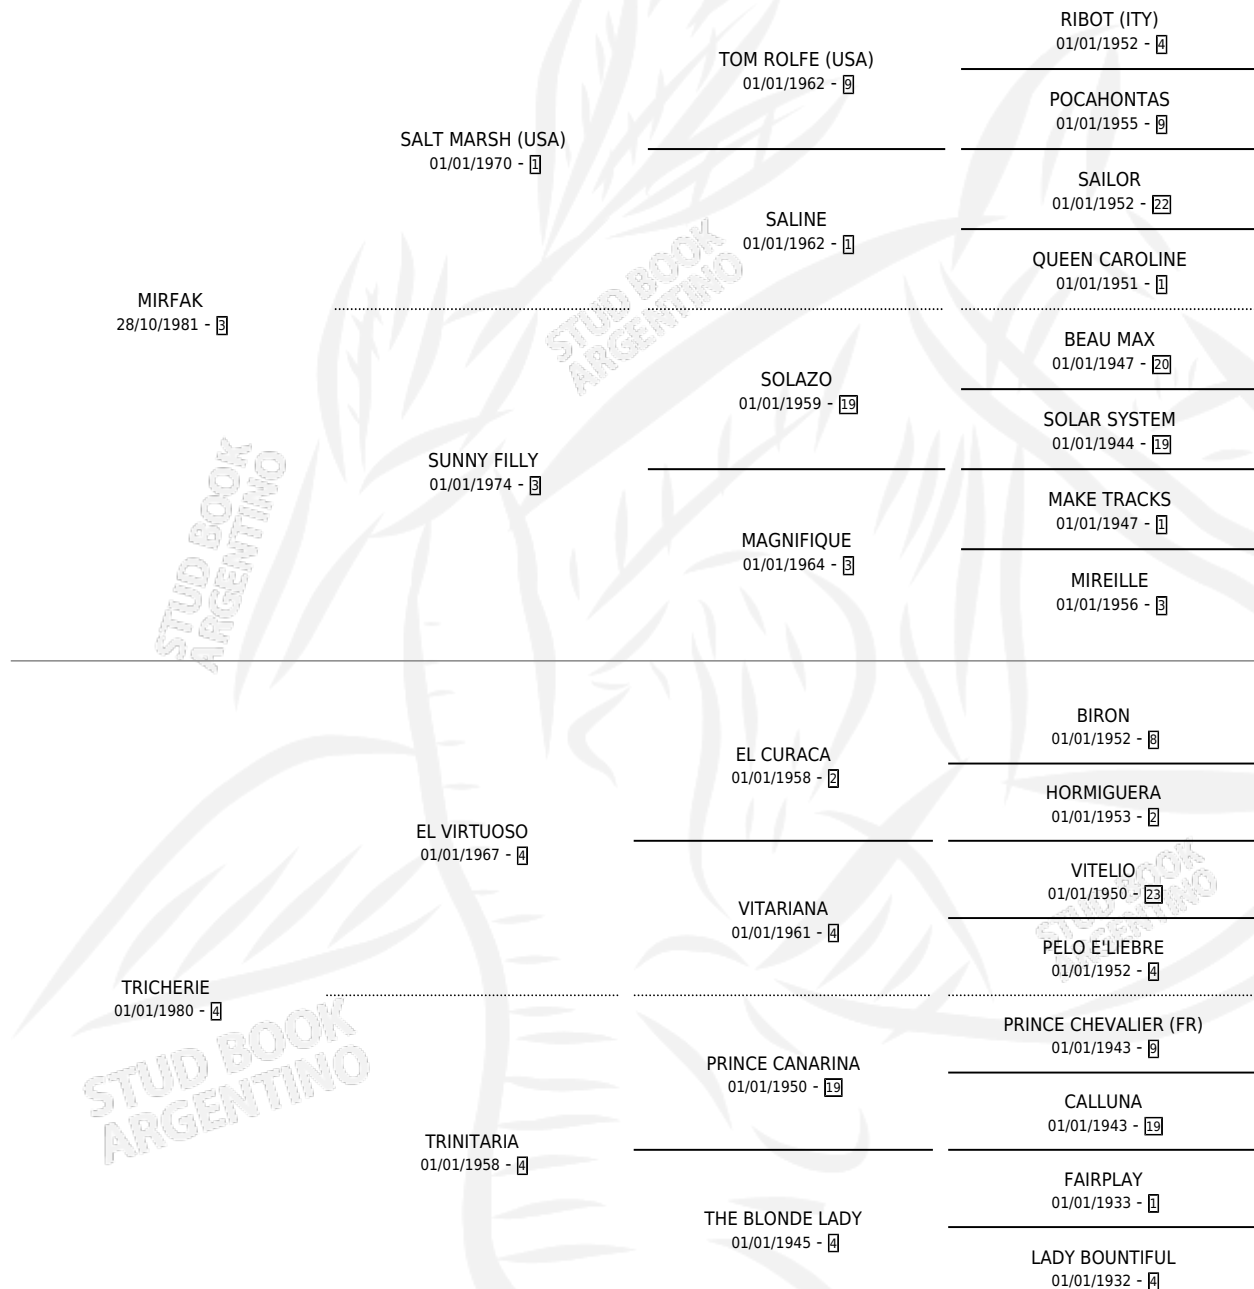 RIBOT (ITY)
01/01/1952 - 4
TOM ROLFE (USA)
01/01/1962 - 9
POCAHONTAS
01/01/1955 - 9
SALT MARSH (USA)
01/01/1970 - 1
SAILOR
01/01/1952 - 22
SALINE
01/01/1962 - 1
QUEEN CAROLINE
01/01/1951 - 1
MIRFAK
28/10/1981 - 3
BEAU MAX
01/01/1947 - 20
SOLAZO
01/01/1959 - 19
SOLAR SYSTEM
01/01/1944 - 19
SUNNY FILLY
01/01/1974 - 3
MAKE TRACKS
01/01/1947 - 1
MAGNIFIQUE
01/01/1964 - 3
MIREILLE
01/01/1956 - 3
BIRON
01/01/1952 - 8
EL CURACA
01/01/1958 - 2
HORMIGUERA
01/01/1953 - 2
EL VIRTUOSO
01/01/1967 - 4
VITELIO
01/01/1950 - 23
VITARIANA
01/01/1961 - 4
PELO E'LIEBRE
01/01/1952 - 4
TRICHERIE
01/01/1980 - 4
PRINCE CHEVALIER (FR)
01/01/1943 - 9
PRINCE CANARINA
01/01/1950 - 19
CALLUNA
01/01/1943 - 19
TRINITARIA
01/01/1958 - 4
FAIRPLAY
01/01/1933 - 1
THE BLONDE LADY
01/01/1945 - 4
LADY BOUNTIFUL
01/01/1932 - 4
STUD BOOK
ARGENTINO
STUD BOOK
ARGENTINO
STUD BOOK
ARGENTINO
STUD BOOK
ARGENTINO